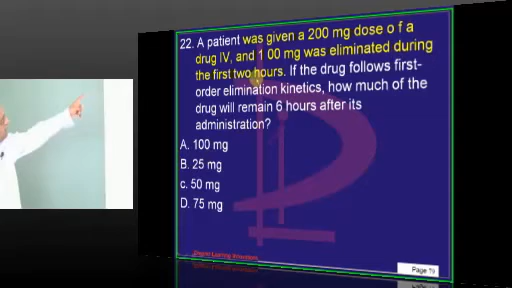 22. A patient was given a 200 mg dose o f a
drug IV, and 1 00 mg was eliminated during
the first two hours. If the drug follows first-
order elimination kinetics, how much of the
drug will remain 6 hours after its
administration?
A. 100 mg
B. 25 mg
c. 50 mg
D. 75 mg
Learning
Page 79